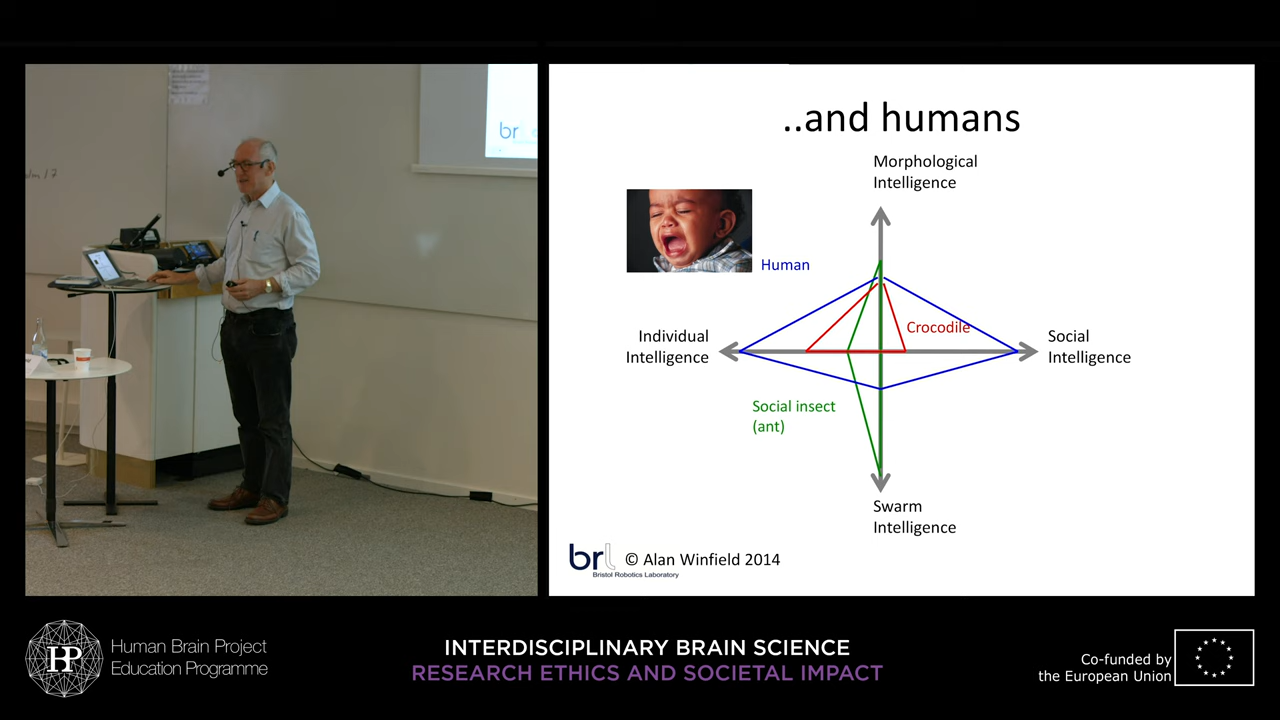 br
..and humans
Morphological
Intelligence
Human
Individual
Intelligence
Crocodile
Social
Intelligence
Social insect
(ant)
Swarm
Intelligence
brl
Bristol Robotics Laboratory
© Alan Winfield 2014
HP
Human Brain Project
Education Programme
INTERDISCIPLINARY BRAIN SCIENCE
RESEARCH ETHICS AND SOCIETAL IMPACT
Co-funded by
the European Union